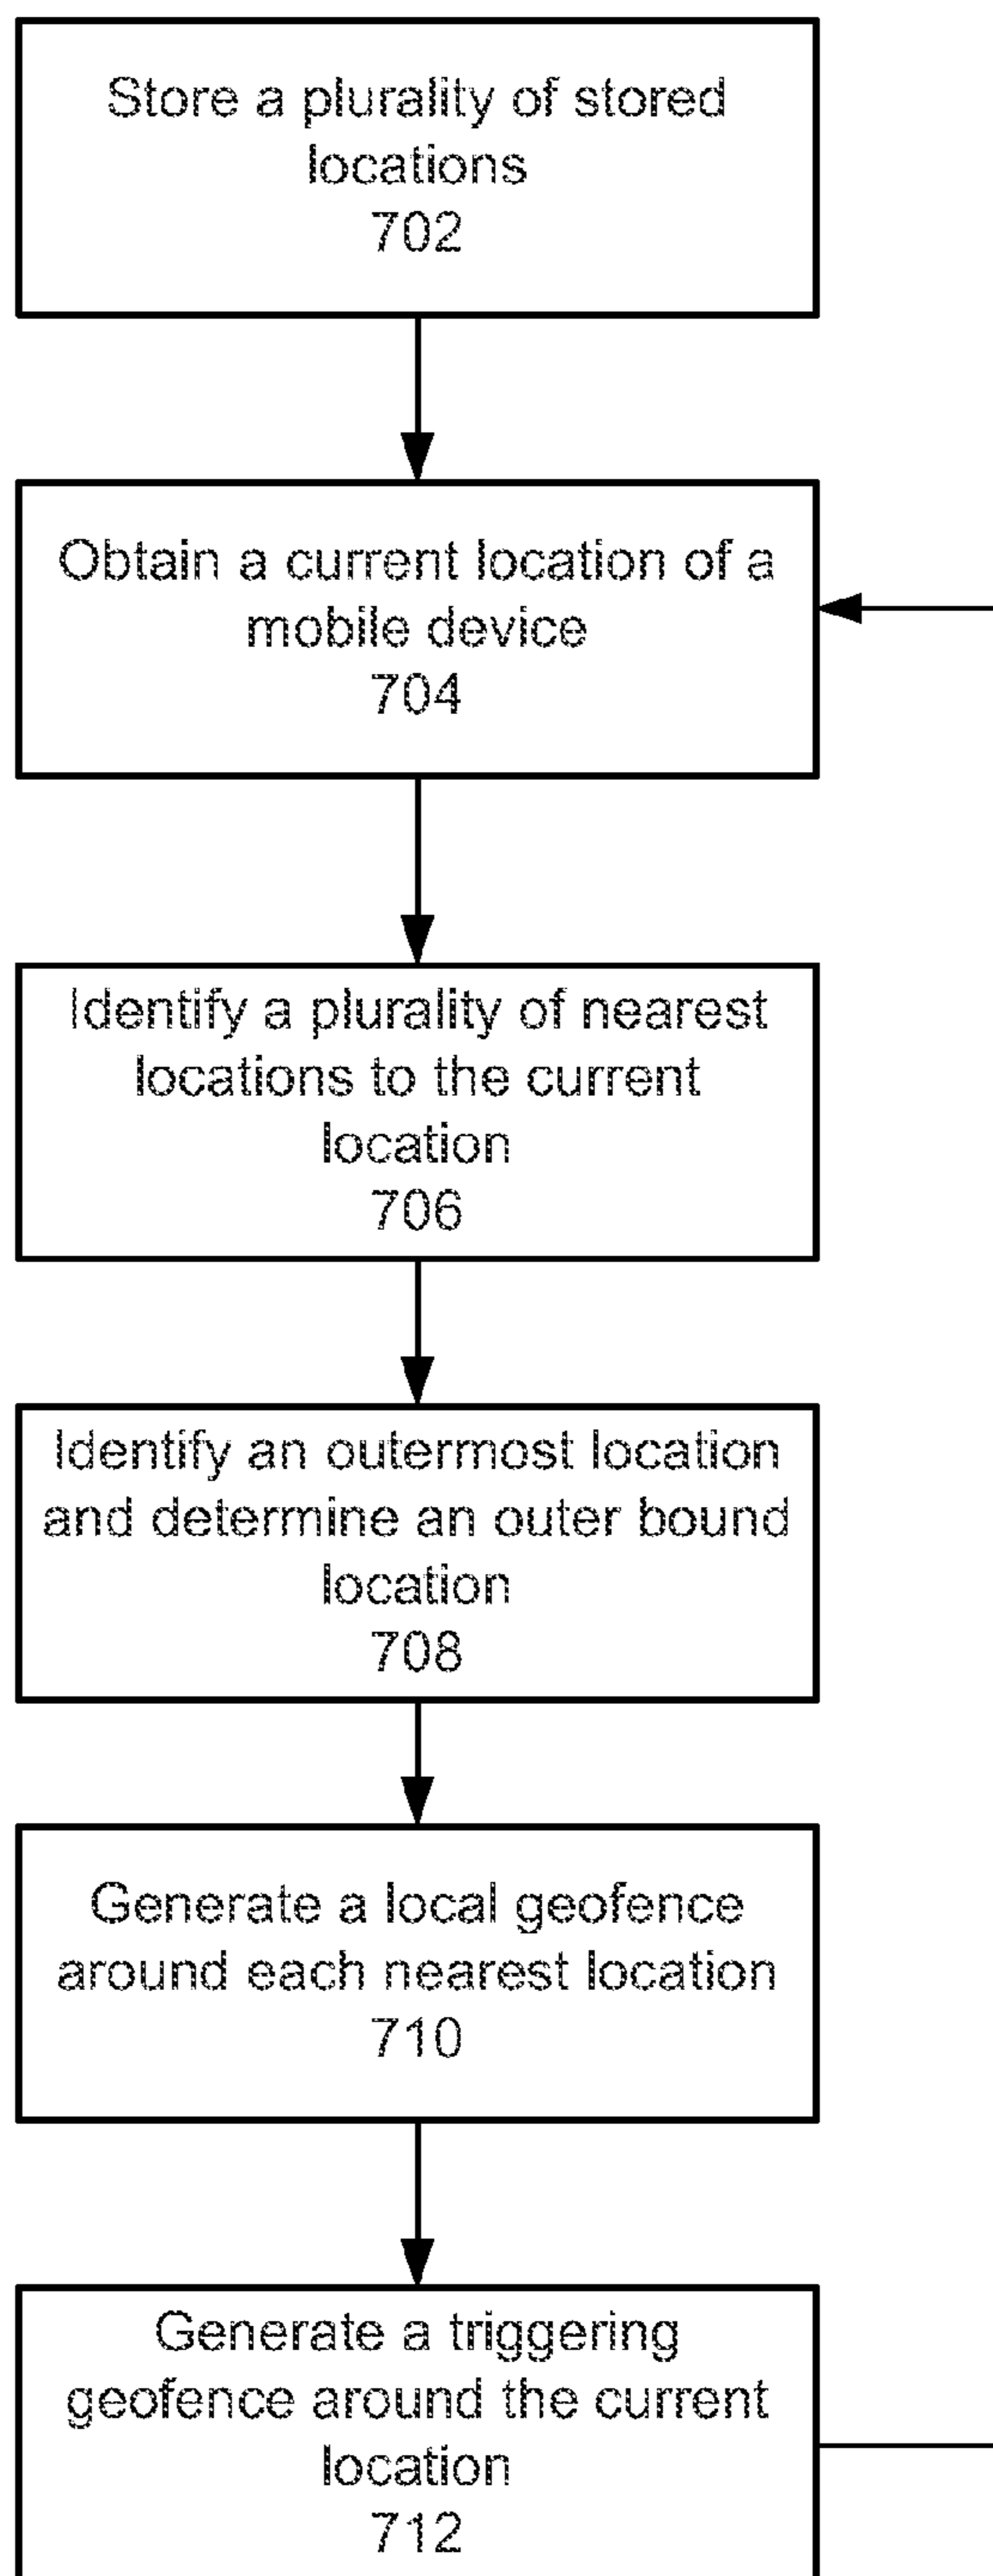 Store a plurality of stored
locations
702
Obtain a current location of a
mobile device
704
Identify a plurality of nearest
locations to the current
location
706
Identify an outermost location
and determine an outer bound
location
708
Generate a local geofence
around each nearest location
710
Generate a triggering
geofence around the current
location
712